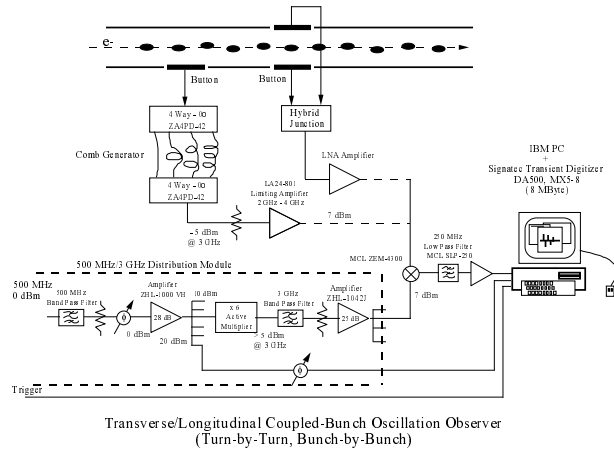 e-
Button
Button
4 Way - 0o
ZA4PD-42
Hybrid
Junction
Comb Generator
4 Way - 0o
ZA4PD-42
LNA Amplifier
LA24-801
Limiting Amplifier
2 GHz - 4 GHz
-5 dBm
@ 3 GHz
7 dBm
IBM PC
+
Signatec Transient Digitizer
DA500, MX5-8
(8 MByte)
250 MHz
Low Pass Filter
MCL SLP-250
MCL ZEM-4300
7 dBm
500 MHz/3 GHz Distribution Module
500 MHz
0 dBm
500 MHz
Band Pass Filter
Amplifier
ZHL-1000 VH
28 dB
0 dBm
10 dBm
20 dBm
x 6
Active
Multiplier
> 5 dBm
@ 3 GHz
3 GHz
Band Pass Filter
Amplifier
ZHL-1042J
25 dB
Trigger
Transverse/Longitudinal Coupled-Bunch Oscillation Observer
(Turn-by-Turn, Bunch-by-Bunch)